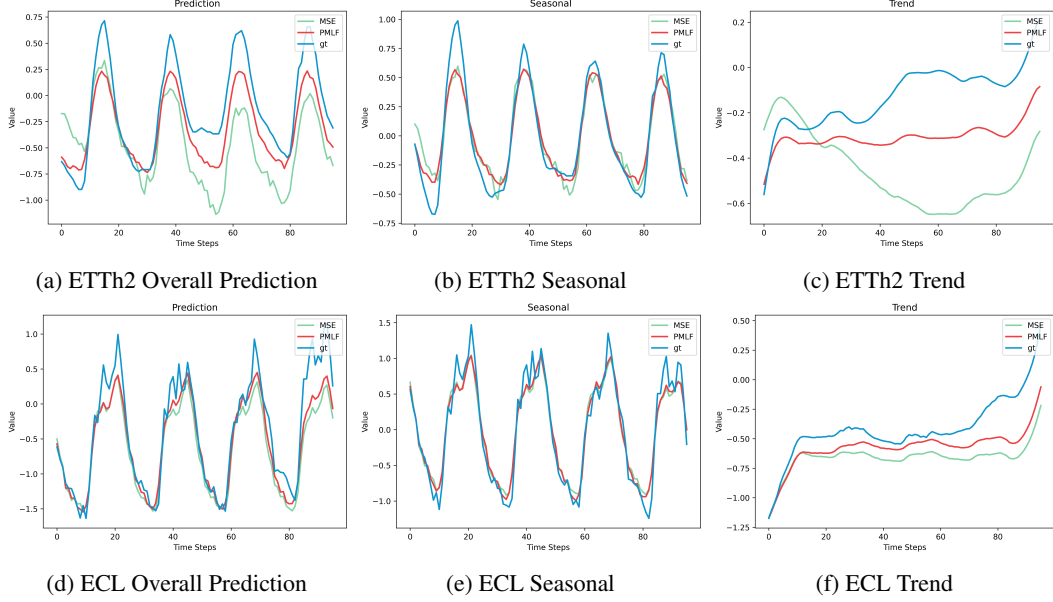 Prediction
Seasonal
Trend
MSE
PMLF
gt
MSE
PMLF
gt
MSE
PMLF
gt
Value
0.75
0.50
0.25
0.00
−0.25
−0.50
−0.75
−1.00
0
20
40
60
80
Time Steps
Value
1.00
0.75
0.50
0.25
0.00
−0.25
−0.50
−0.75
0
20
40
60
80
Time Steps
Value
0.2
0.0
−0.2
−0.4
−0.6
0
20
40
60
80
Time Steps
(a) ETTh2 Overall Prediction
(b) ETTh2 Seasonal
(c) ETTh2 Trend
Prediction
Seasonal
Trend
MSE
PMLF
gt
MSE
PMLF
gt
MSE
PMLF
gt
Value
1.0
0.5
0.0
−0.5
−1.0
−1.5
0
20
40
60
80
Time Steps
Value
1.5
1.0
0.5
0.0
−0.5
−1.0
0
20
40
60
80
Time Steps
Value
0.50
0.25
0.00
−0.25
−0.50
−0.75
−1.00
−1.25
0
20
40
60
80
Time Steps
(d) ECL Overall Prediction
(e) ECL Seasonal
(f) ECL Trend